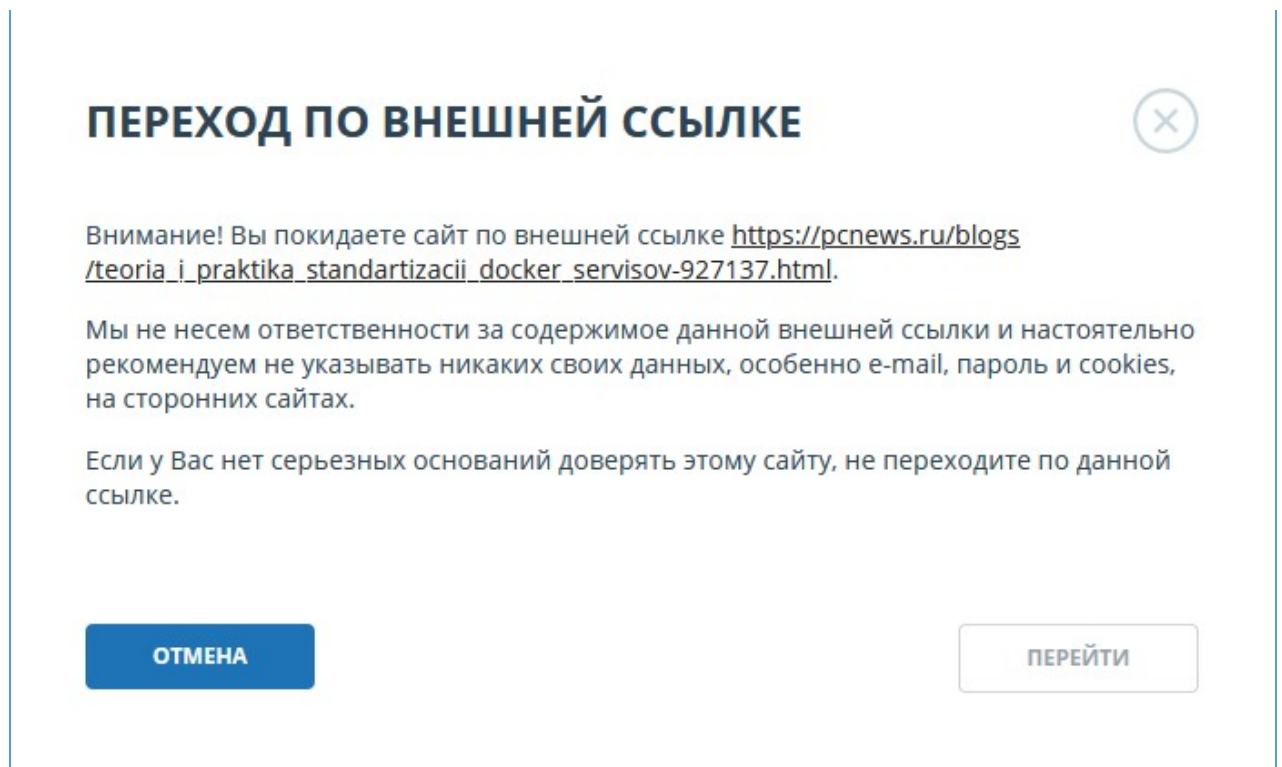 ПЕРЕХОД ПО ВНЕШНЕЙ ССЫЛКЕ
Внимание! Вы покидаете сайт по внешней ссылке https://pcnews.ru/blogs
/teoria_i_praktika_standartizacii_docker_servisov-927137.html.
Мы не несем ответственности за содержимое данной внешней ссылки и настоятельно
рекомендуем не указывать никаких своих данных, особенно e-mail, пароль и cookies,
на сторонних сайтах.
Если у Вас нет серьезных оснований доверять этому сайту, не переходите по данной
ссылке.
ОТМЕНА
ПЕРЕЙТИ